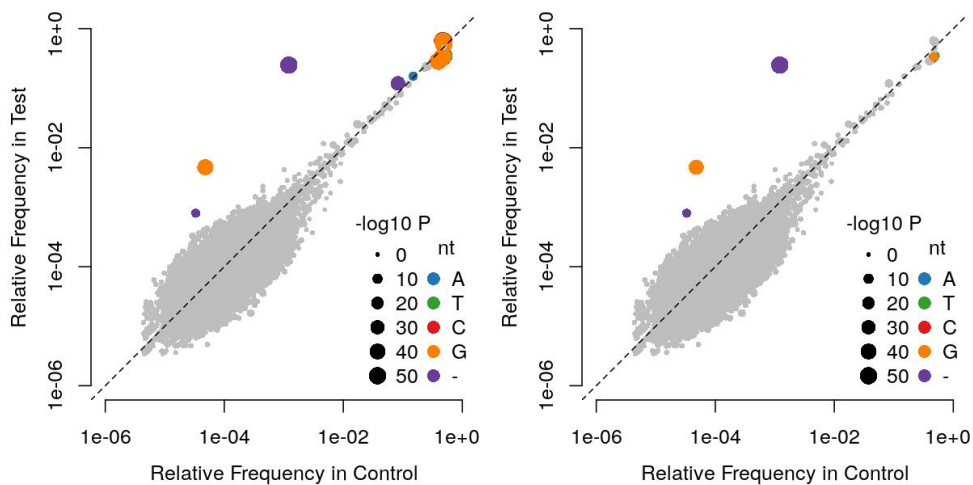 Relative Frequency in Test
1e+0
1e-02
1e-04
1e-06
-log10 P
nt
0
10 A
20 T
30 C
40 G
50 -
1e-06 1e-04 1e-02 1e+0
Relative Frequency in Control
Relative Frequency in Test
1e+0
1e-02
1e-04
1e-06
-log10 P
nt
0
10 A
20 T
30 C
40 G
50 -
1e-06 1e-04 1e-02 1e+0
Relative Frequency in Control